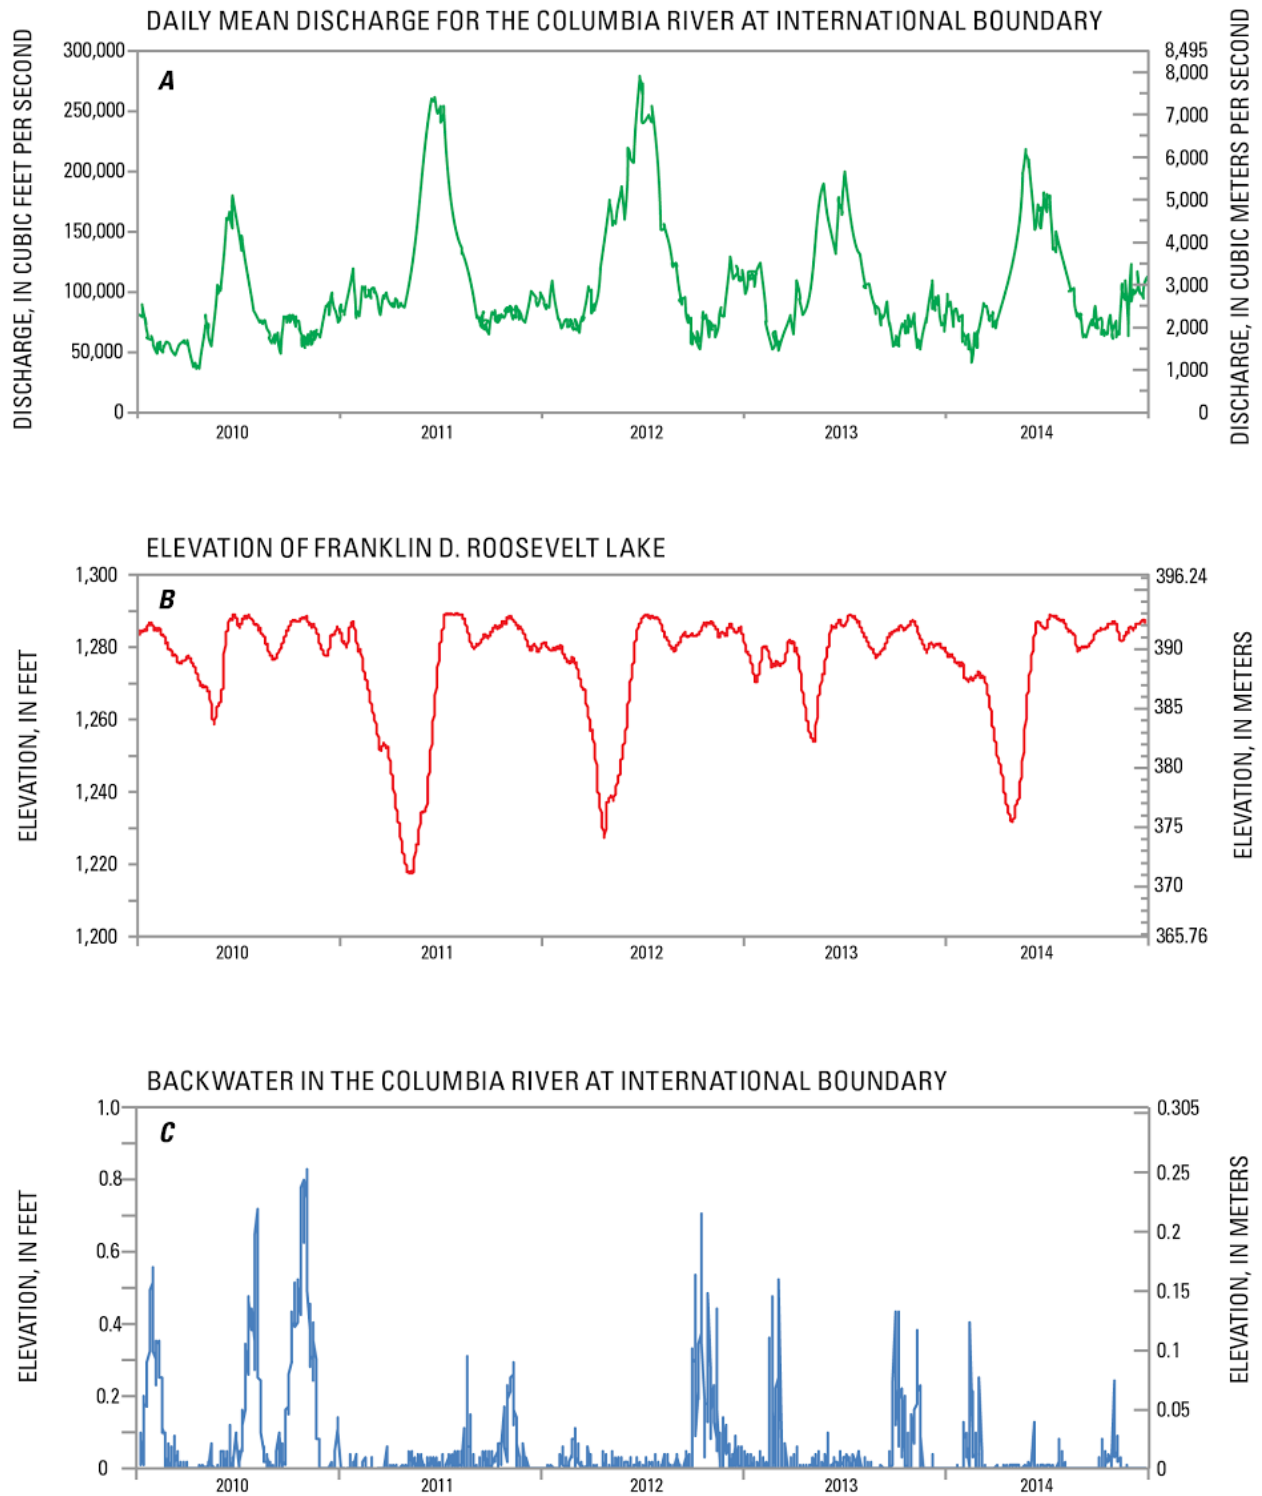 DAILY MEAN DISCHARGE FOR THE COLUMBIA RIVER AT INTERNATIONAL BOUNDARY
A
DISCHARGE, IN CUBIC FEET PER SECOND
300,000
250,000
200,000
150,000
100,000
50,000
0
8,495
8,000
7,000
6,000
5,000
4,000
3,000
2,000
1,000
0
DISCHARGE, IN CUBIC METERS PER SECOND
2010 2011 2012 2013 2014
ELEVATION OF FRANKLIN D. ROOSEVELT LAKE
B
ELEVATION, IN FEET
1,300
1,280
1,260
1,240
1,220
1,200
396.24
390
385
380
375
370
365.76
ELEVATION, IN METERS
2010 2011 2012 2013 2014
BACKWATER IN THE COLUMBIA RIVER AT INTERNATIONAL BOUNDARY
C
ELEVATION, IN FEET
1.0
0.8
0.6
0.4
0.2
0
0.305
0.25
0.2
0.15
0.1
0.05
0
ELEVATION, IN METERS
2010 2011 2012 2013 2014